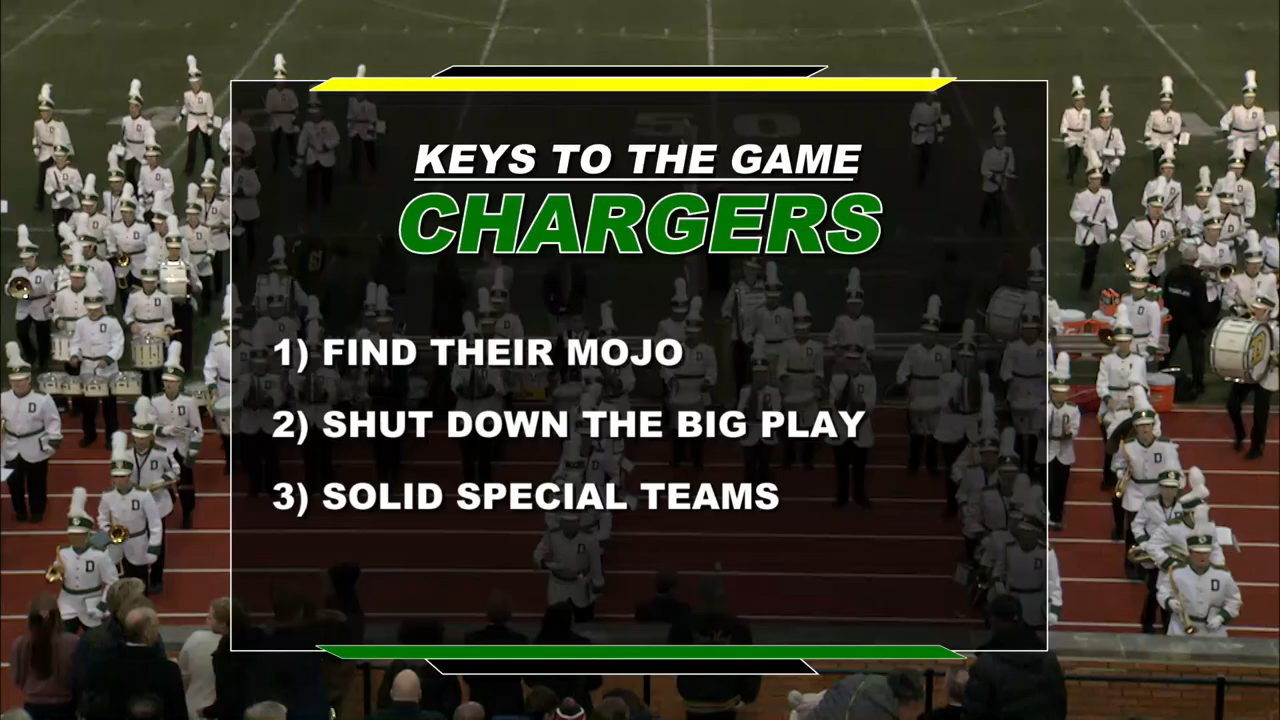 KEYS TO THE GAME
CHARGERS
1) FIND THEIR MOJO
2) SHUT DOWN THE BIG PLAY
3) SOLID SPECIAL TEAMS
50